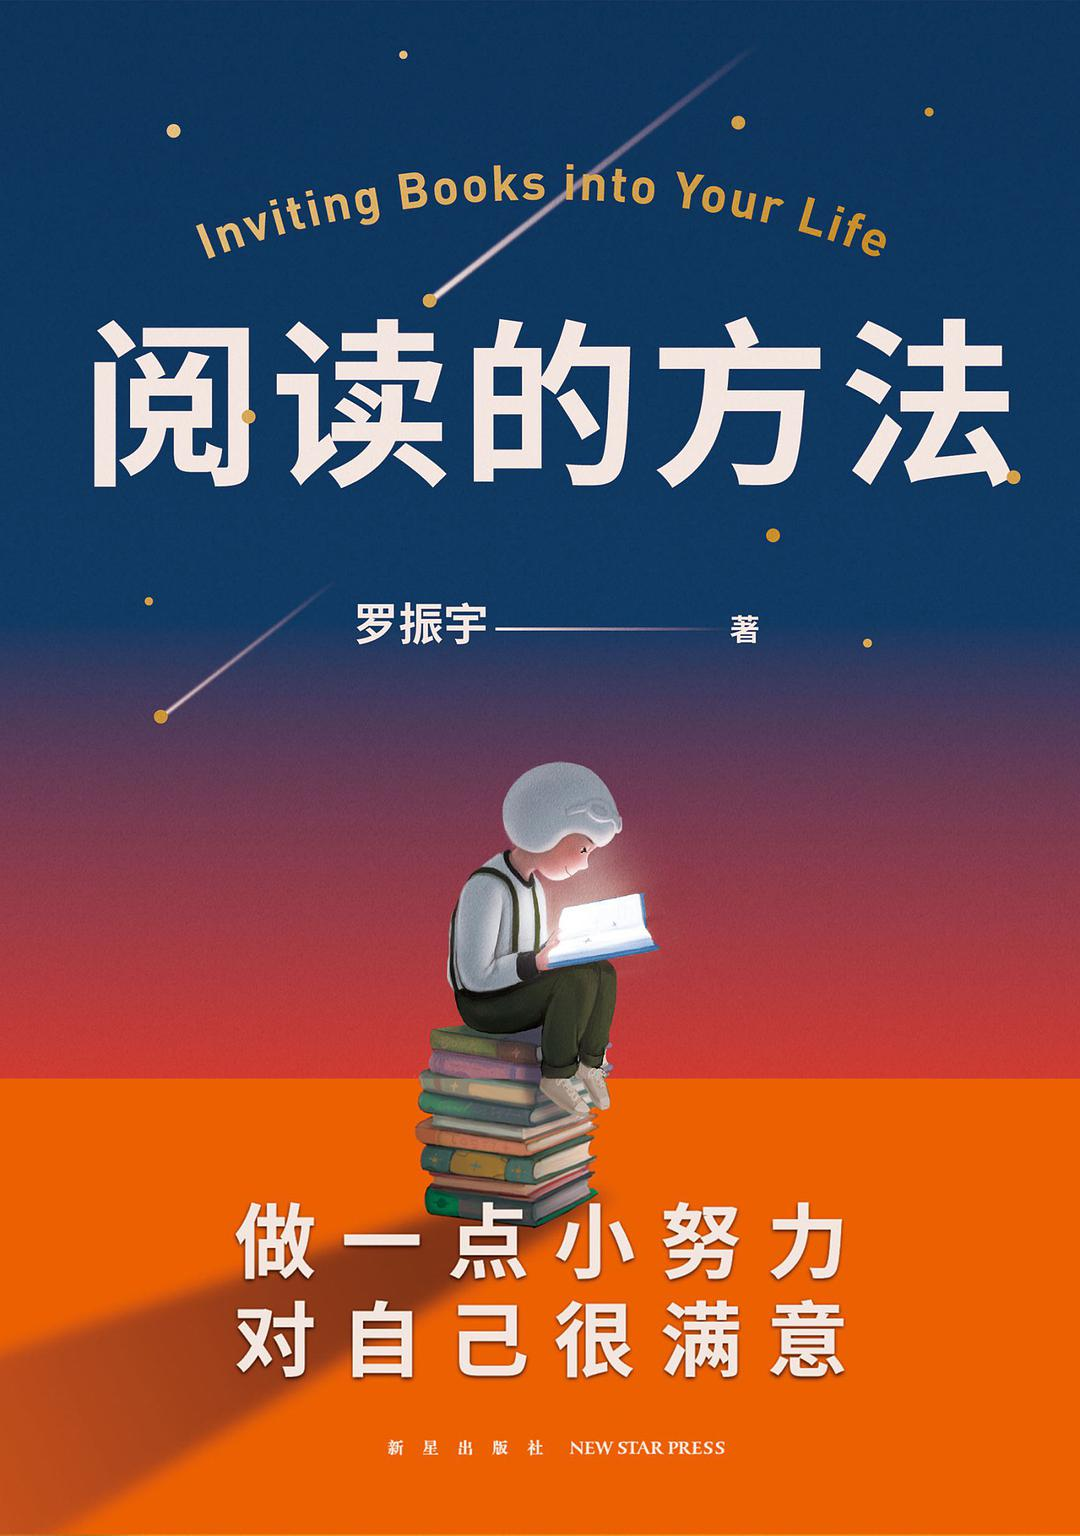 Inviting Books into Your Life
阅读的方法
罗振宇 著
做一点小努力
对自己很满意
新星出版社 NEW STAR PRESS